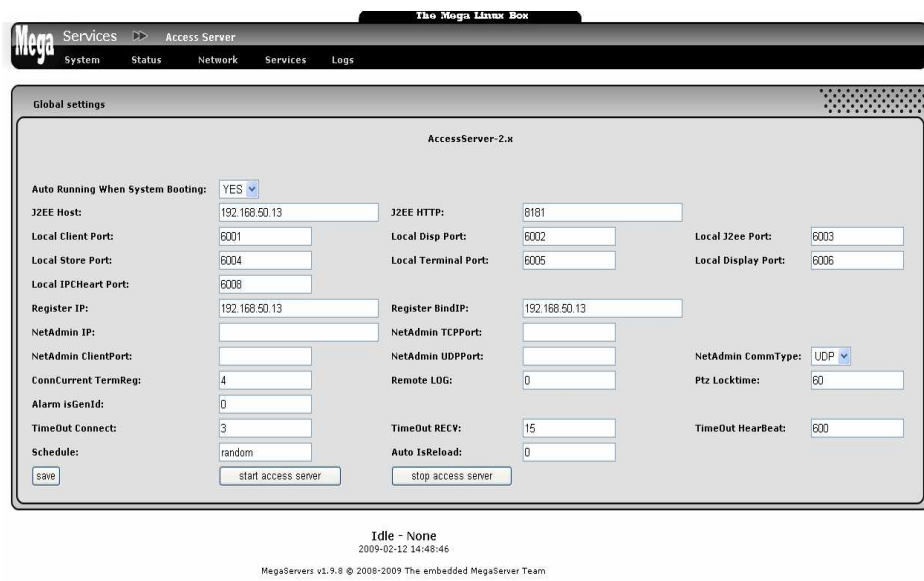 The Mega Linux Box
Mega Services Access Server
System Status Network Services Logs
Global settings
AccessServer-2.x
Auto Running When System Booting: YES
J2EE Host: 192.168.50.13 J2EE HTTP: 8181
Local Client Port: 6001 Local Disp Port: 6002 Local J2ee Port: 6003
Local Store Port: 6004 Local Terminal Port: 6005 Local Display Port: 6006
Local IPCHeart Port: 6008
Register IP: 192.168.50.13 Register BindIP: 192.168.50.13
NetAdmin IP: NetAdmin TCPPort:
NetAdmin ClientPort: NetAdmin UDPPort: NetAdmin CommType: UDP
ConnCurrent TermReg: 4 Remote LOG: 0 Ptz Locktime: 60
Alarm isGenId: 0
TimeOut Connect: 3 TimeOut RECV: 15 TimeOut HearBeat: 600
Schedule: random Auto IsReload: 0
save start access server stop access server
Idle - None
2009-02-12 14:48:46
MegaServers v1.9.8 © 2008-2009 The embedded MegaServer Team